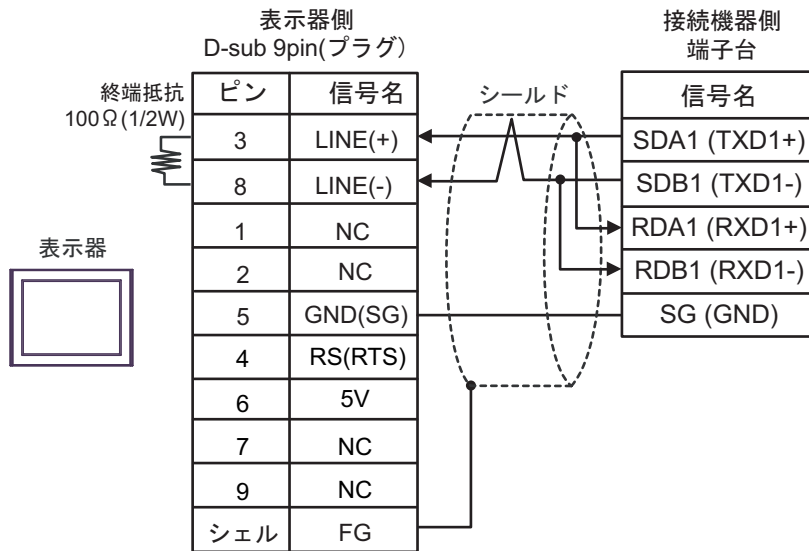 表示器側
D-sub 9pin(プラグ)
接続機器側
端子台
終端抵抗
100Ω(1/2W)
シールド
表示器
ピン 信号名
3 LINE(+)
8 LINE(-)
1 NC
2 NC
5 GND(SG)
4 RS(RTS)
6 5V
7 NC
9 NC
シェル FG
信号名
SDA1 (TXD1+)
SDB1 (TXD1-)
RDA1 (RXD1+)
RDB1 (RXD1-)
SG (GND)